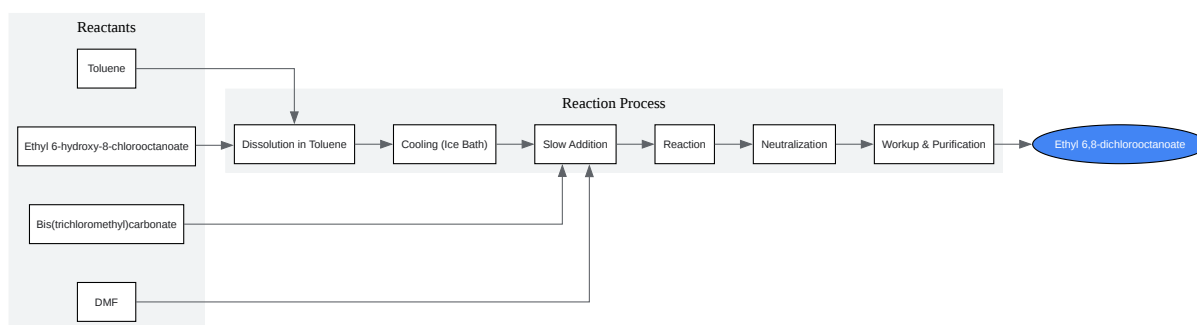 Reactants
Toluene
Reaction Process
Ethyl 6-hydroxy-8-chlorooctanoate
Dissolution in Toluene
Cooling (Ice Bath)
Slow Addition
Reaction
Neutralization
Workup & Purification
Ethyl 6,8-dichlorooctanoate
Bis(trichloromethyl)carbonate
DMF